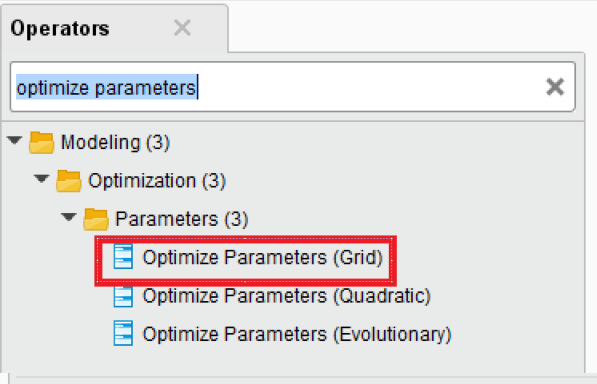 Operators
optimize parameters
Modeling (3)
Optimization (3)
Parameters (3)
Optimize Parameters (Grid)
Optimize Parameters (Quadratic)
Optimize Parameters (Evolutionary)